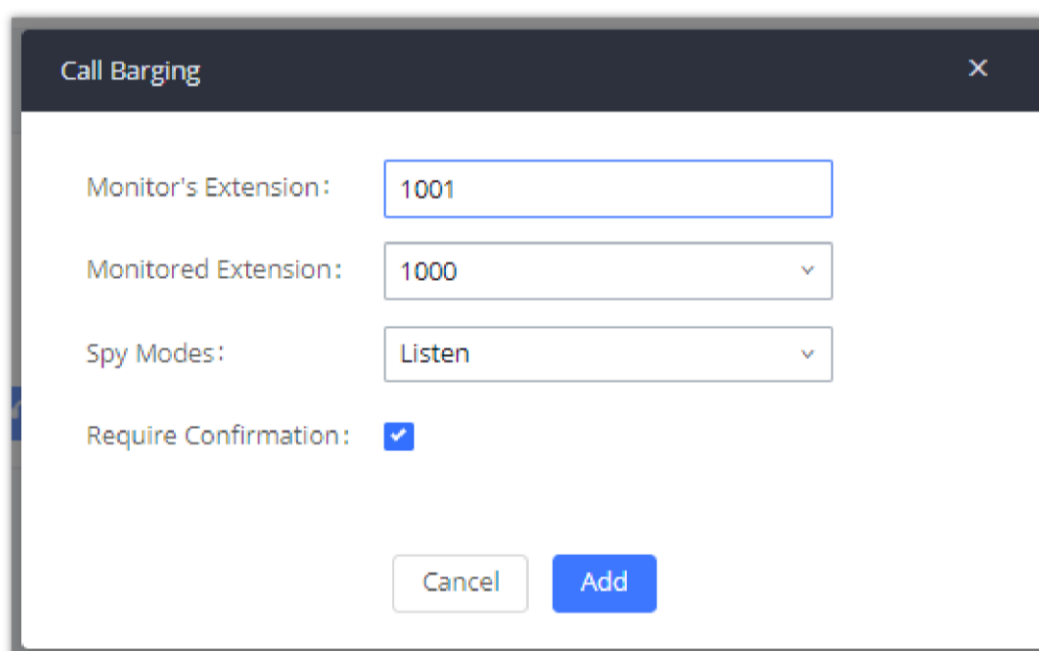 Call Barging
Monitor's Extension: 1001
Monitored Extension: 1000
Spy Modes: Listen
Require Confirmation:
Cancel Add